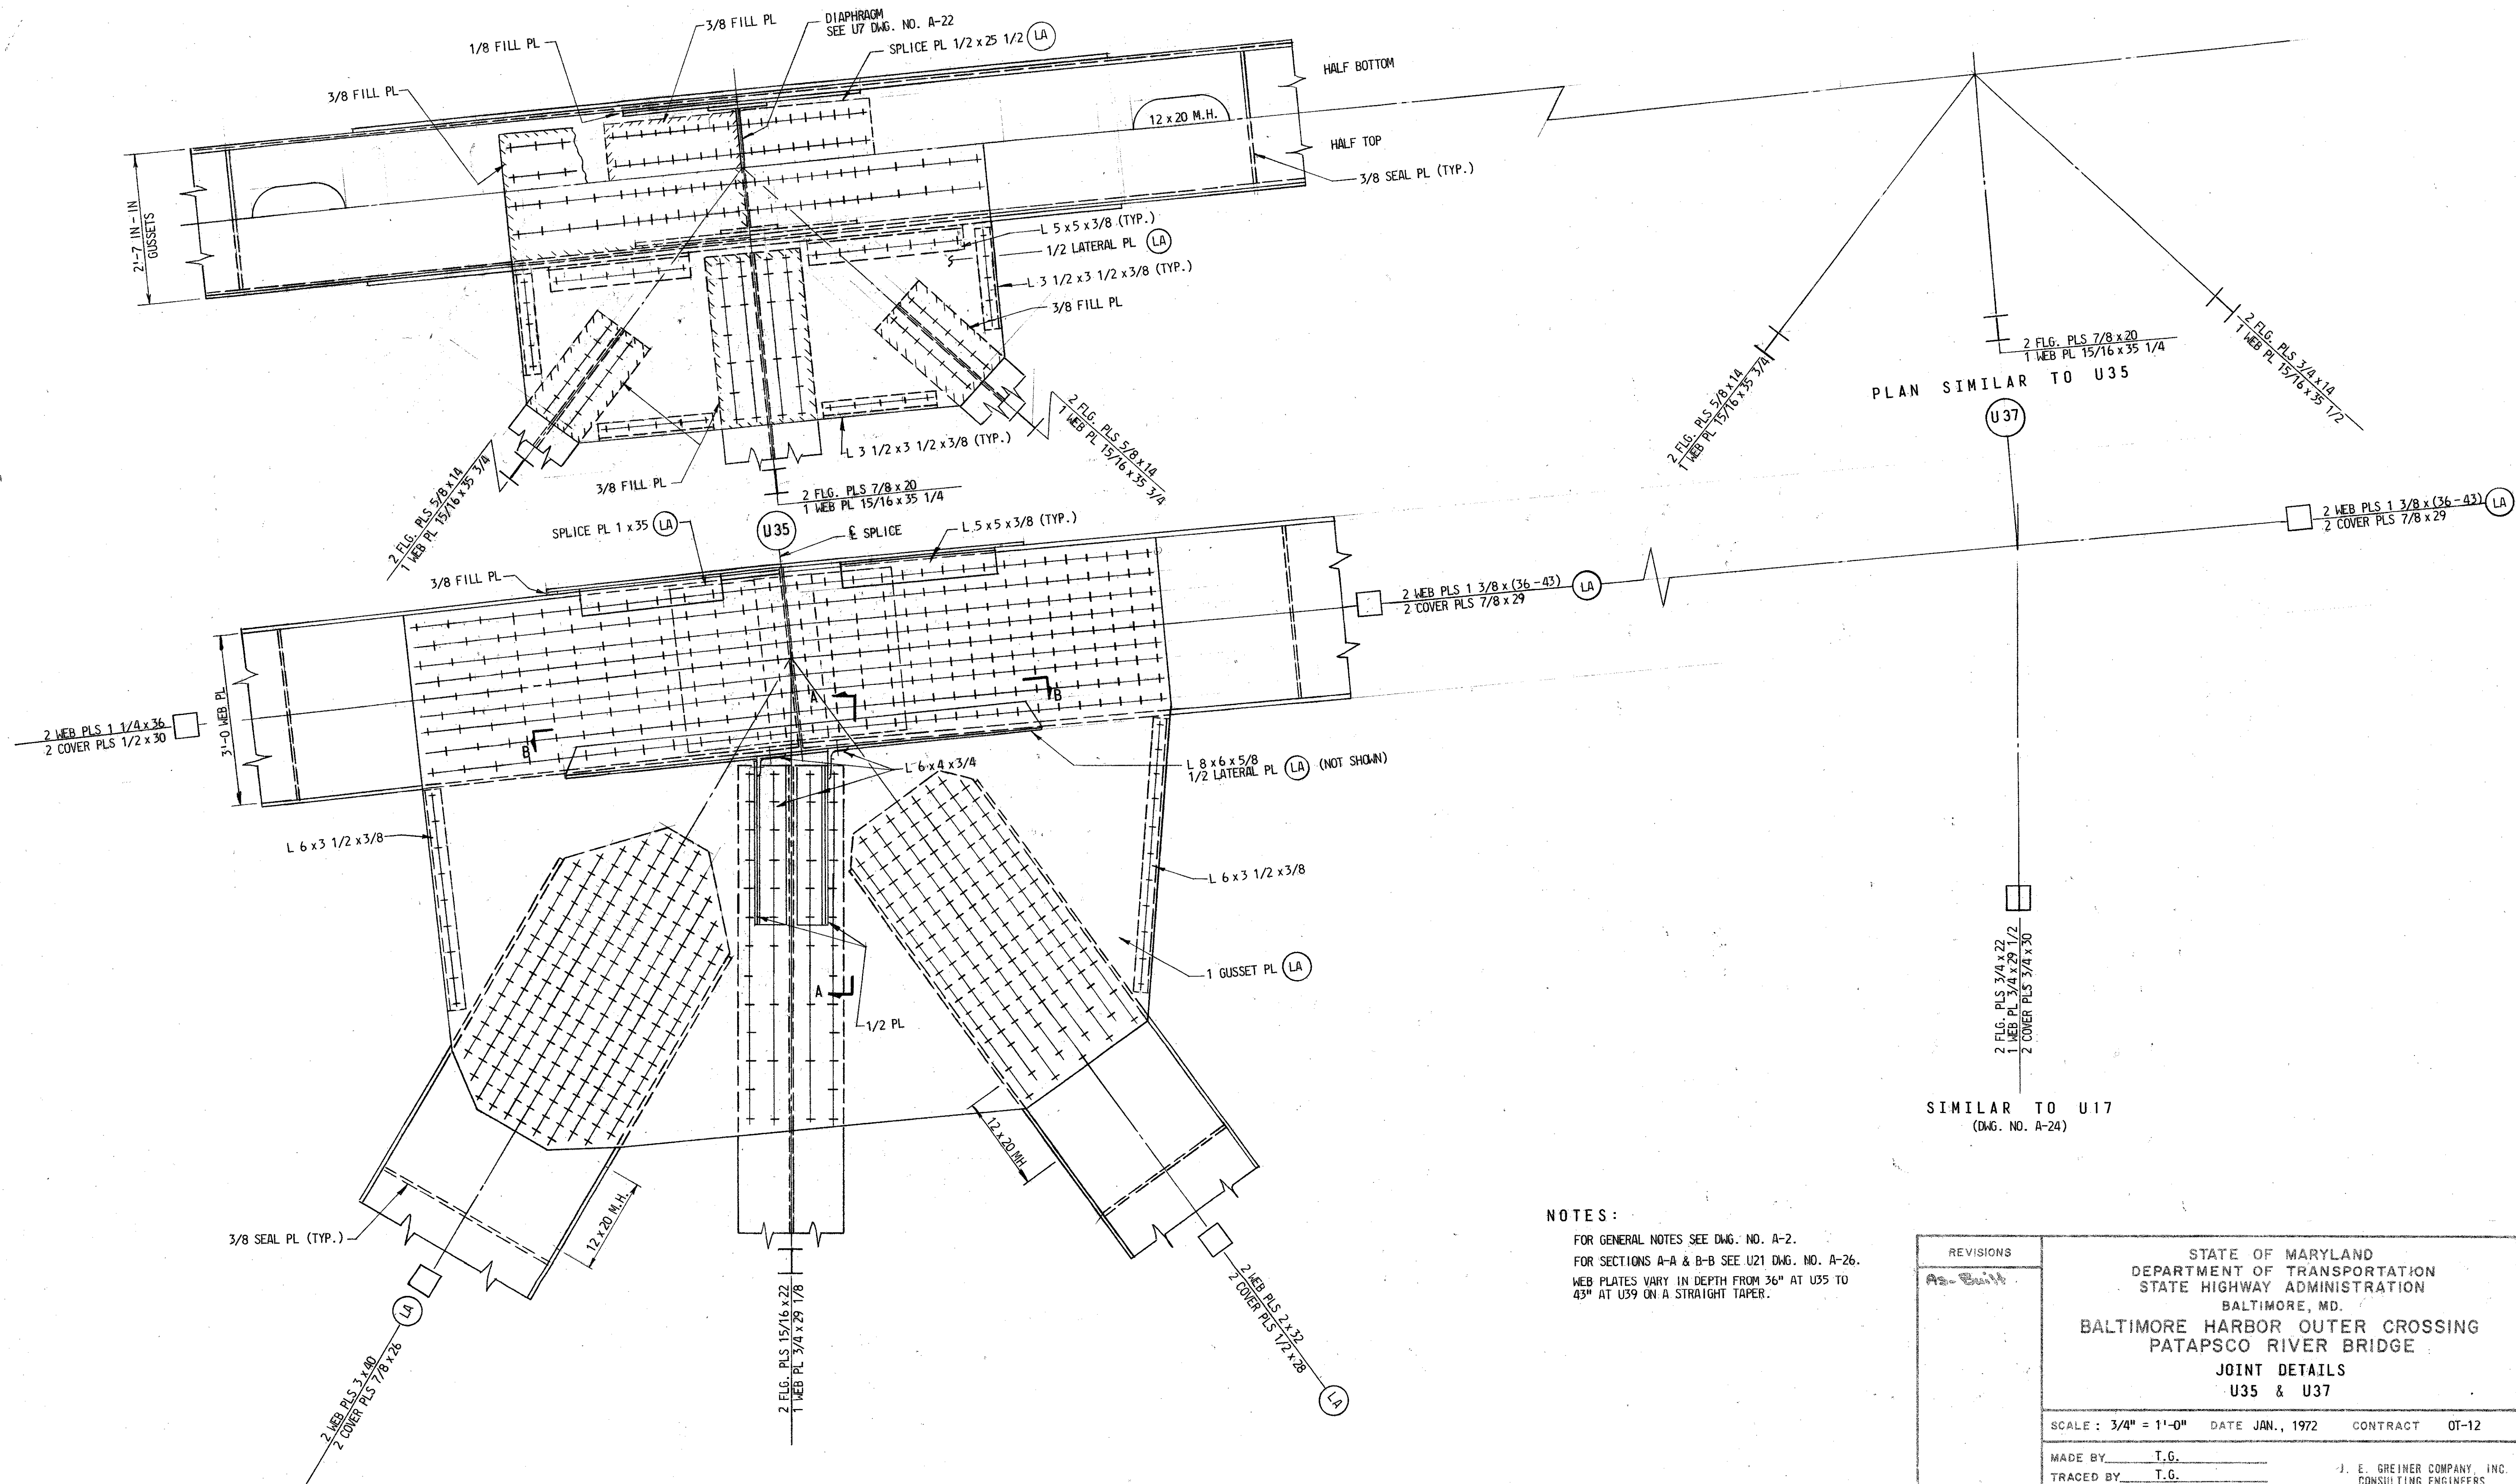 3/8 FILL PL
DIAPHRAGM
SEE U7 DWG. NO. A-22
1/8 FILL PL
SPLICE PL 1/2 x 25 1/2 LA
3/8 FILL PL
HALF BOTTOM
12 x 20 M.H.
HALF TOP
3/8 SEAL PL (TYP.)
3/8 FILL PL
2'-7 IN-IN
GUSSETS
L 5 x 5 x 3/8 (TYP.)
1/2 LATERAL PL LA
L 3 1/2 x 3 1/2 x 3/8 (TYP.)
3/8 FILL PL
2 FLG. PLS 5/8 x 14
1 WEB PL 15/16 x 35 3/4
L 3 1/2 x 3 1/2 x 3/8 (TYP.)
2 FLG. PLS 5/8 x 14
1 WEB PL 15/16 x 35 3/4
3/8 FILL PL
2 FLG. PLS 7/8 x 20
1 WEB PL 15/16 x 35 1/4
2 FLG. PLS 5/8 x 14
1 WEB PL 15/16 x 35 3/4
2 FLG. PLS 7/8 x 20
1 WEB PL 15/16 x 35 1/4
2 FLG. PLS 3/4 x 14
1 WEB PL 15/16 x 35 1/2
PLAN SIMILAR TO U35
U37
SPLICE PL 1 x 35 LA
U35
℄ SPLICE
L 5 x 5 x 3/8 (TYP.)
3/8 FILL PL
2 WEB PLS 1 3/8 x (36-43) LA
2 COVER PLS 7/8 x 29
2 WEB PLS 1 3/8 x (36-43) LA
2 COVER PLS 7/8 x 29
2 WEB PLS 1 1/4 x 36
2 COVER PLS 1/2 x 30
3'-0 WEB PL
A
B
B
L 6 x 4 x 3/4
L 8 x 6 x 5/8
1/2 LATERAL PL LA (NOT SHOWN)
L 6 x 3 1/2 x 3/8
L 6 x 3 1/2 x 3/8
1 GUSSET PL LA
A
1/2 PL
12 x 20 MH
12 x 20 M.H.
3/8 SEAL PL (TYP.)
LA
2 WEB PLS 3 x 40
2 COVER PLS 7/8 x 26
2 FLG. PLS 15/16 x 22
1 WEB PL 3/4 x 29 1/8
2 WEB PLS 2 x 32
2 COVER PLS 1/2 x 28
LA
2 FLG. PLS 3/4 x 22
1 WEB PL 3/4 x 29 1/2
2 COVER PLS 3/4 x 30
SIMILAR TO U17
(DWG. NO. A-24)
NOTES:
FOR GENERAL NOTES SEE DWG. NO. A-2.
FOR SECTIONS A-A & B-B SEE U21 DWG. NO. A-26.
WEB PLATES VARY IN DEPTH FROM 36" AT U35 TO
43" AT U39 ON A STRAIGHT TAPER.
REVISIONS
As-Built
STATE OF MARYLAND
DEPARTMENT OF TRANSPORTATION
STATE HIGHWAY ADMINISTRATION
BALTIMORE, MD.
BALTIMORE HARBOR OUTER CROSSING
PATAPSCO RIVER BRIDGE
JOINT DETAILS
U35 & U37
SCALE: 3/4" = 1'-0" DATE JAN., 1972 CONTRACT OT-12
MADE BY T.G.
TRACED BY T.G.
J. E. GREINER COMPANY, INC.
CONSULTING ENGINEERS